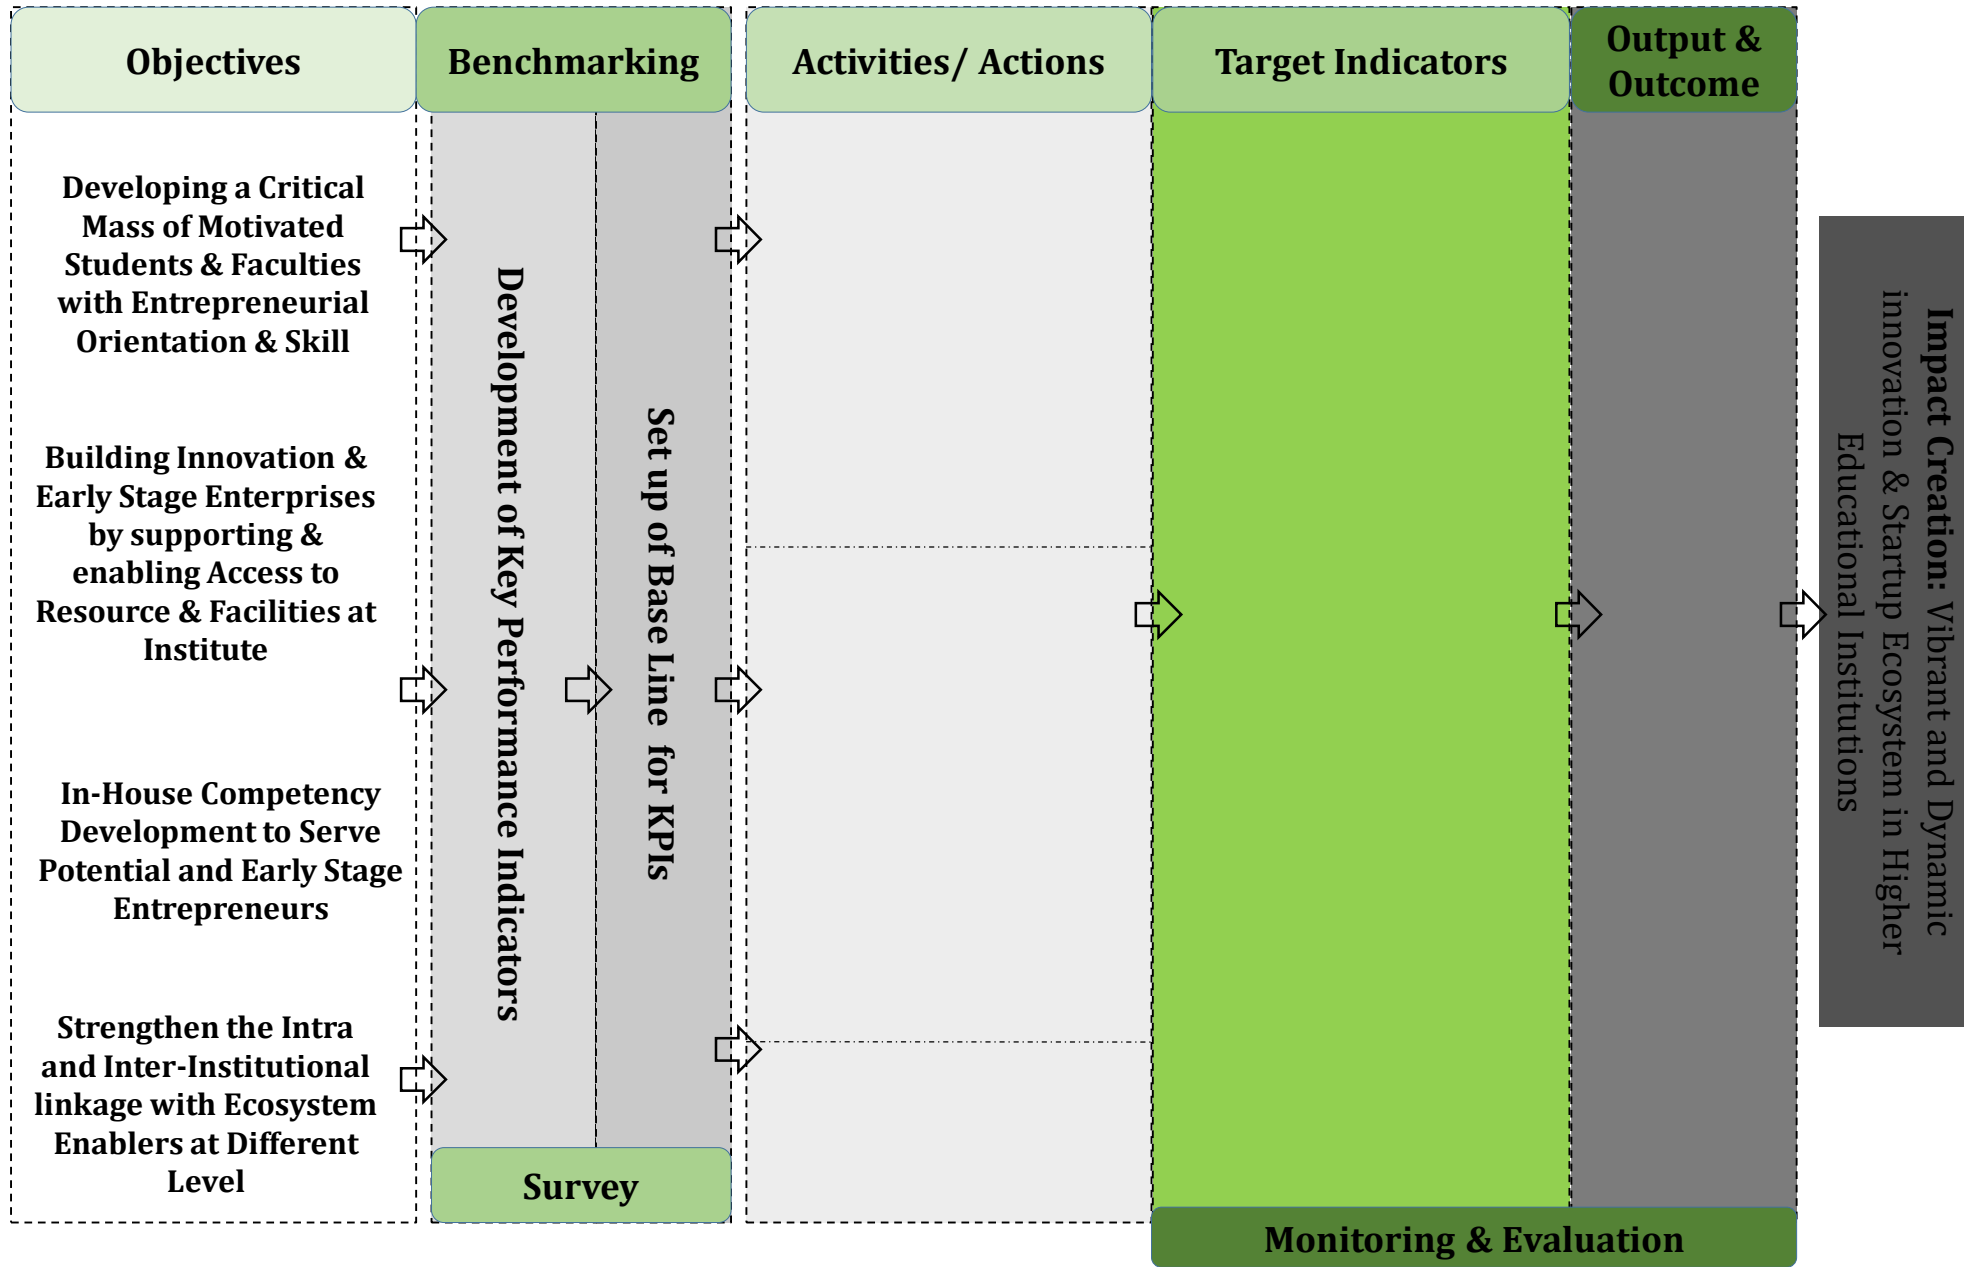 Objectives
Benchmarking
Activities/ Actions
Target Indicators
Output &
Outcome
Developing a Critical
Mass of Motivated
Students & Faculties
with Entrepreneurial
Orientation & Skill
Building Innovation &
Early Stage Enterprises
by supporting &
enabling Access to
Resource & Facilities at
Institute
In-House Competency
Development to Serve
Potential and Early Stage
Entrepreneurs
Strengthen the Intra
and Inter-Institutional
linkage with Ecosystem
Enablers at Different
Level
Development of Key Performance Indicators
Set up of Base Line for KPIs
Survey
Monitoring & Evaluation
Impact Creation: Vibrant and Dynamic
innovation & Startup Ecosystem in Higher
Educational Institutions